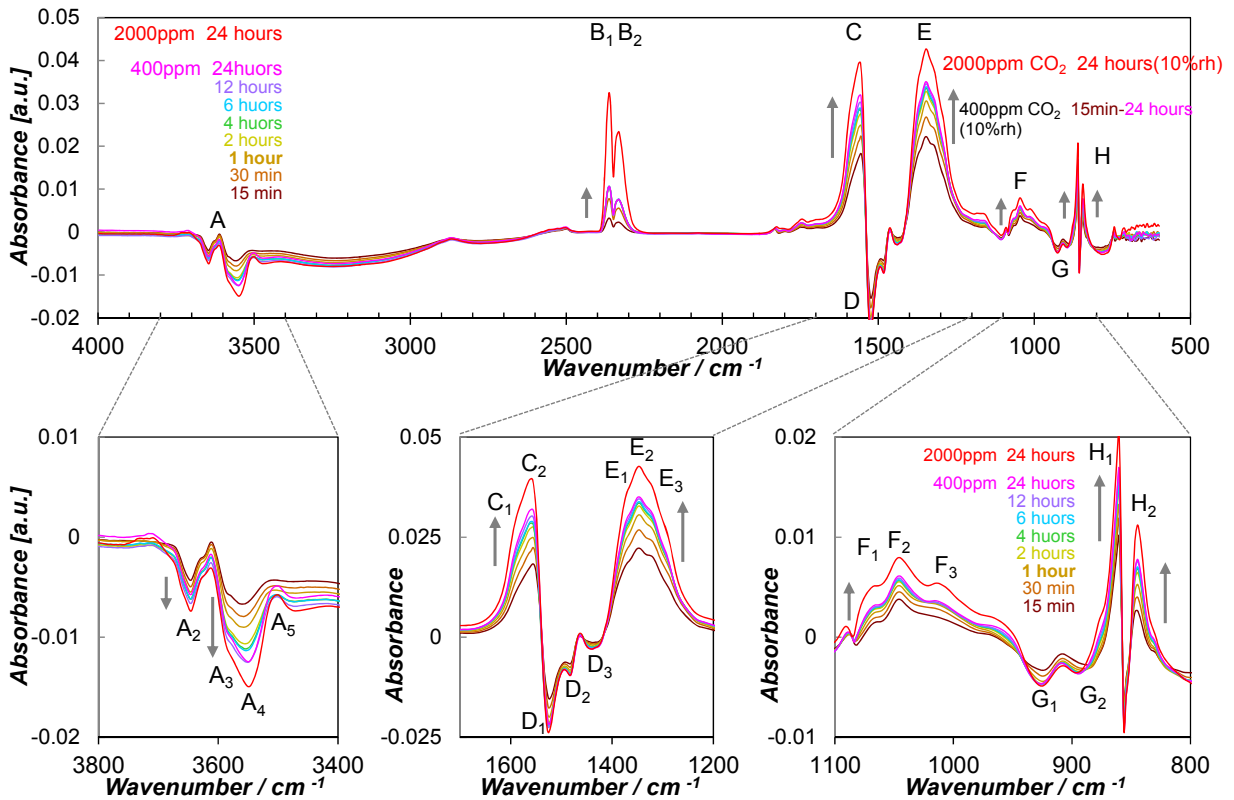 0.05
0.04
0.03
0.02
0.01
0
-0.01
-0.02
Absorbance [a.u.]
2000ppm 24 hours
400ppm 24huors
12 hours
6 huors
4 huors
2 hours
1 hour
30 min
15 min
A
B1 B2
C
D
E
F
G
H
2000ppm CO2 24 hours(10%rh)
400ppm CO2 15min-24 hours
(10%rh)
4000 3500 3000 2500 2000 1500 1000 500
Wavenumber / cm -1
Wavenumber / cm -1
0.01
0
-0.01
-0.02
Absorbance [a.u.]
A2
A3
A4
A5
3800 3600 3400
Wavenumber / cm -1
0.05
0.025
0
-0.025
Absorbance
C1
C2
D1
D2
D3
E1
E2
E3
1600 1400 1200
Wavenumber / cm -1
0.02
0.01
0
-0.01
Absorbance
2000ppm 24 hours
400ppm 24 huors
12 hours
6 huors
4 huors
2 hours
1 hour
30 min
15 min
F1
F2
F3
G1
G2
H1
H2
1100 1000 900 800
Wavenumber / cm -1